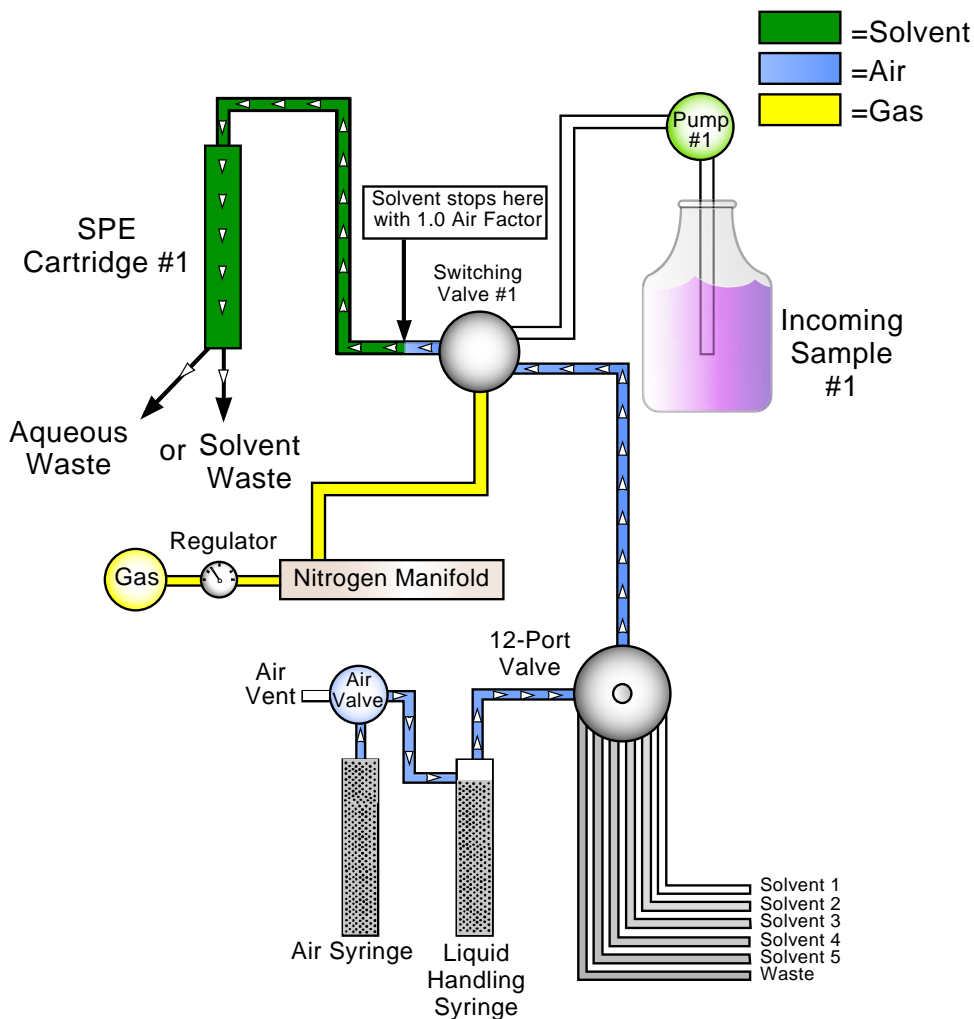 =Solvent
=Air
=Gas
Pump
#1
Solvent stops here
with 1.0 Air Factor
SPE
Cartridge #1
Switching
Valve #1
Incoming
Sample
#1
Aqueous
Waste
or
Solvent
Waste
Regulator
Gas
Nitrogen Manifold
12-Port
Valve
Air
Vent
Air
Valve
Air Syringe
Liquid
Handling
Syringe
Solvent 1
Solvent 2
Solvent 3
Solvent 4
Solvent 5
Waste